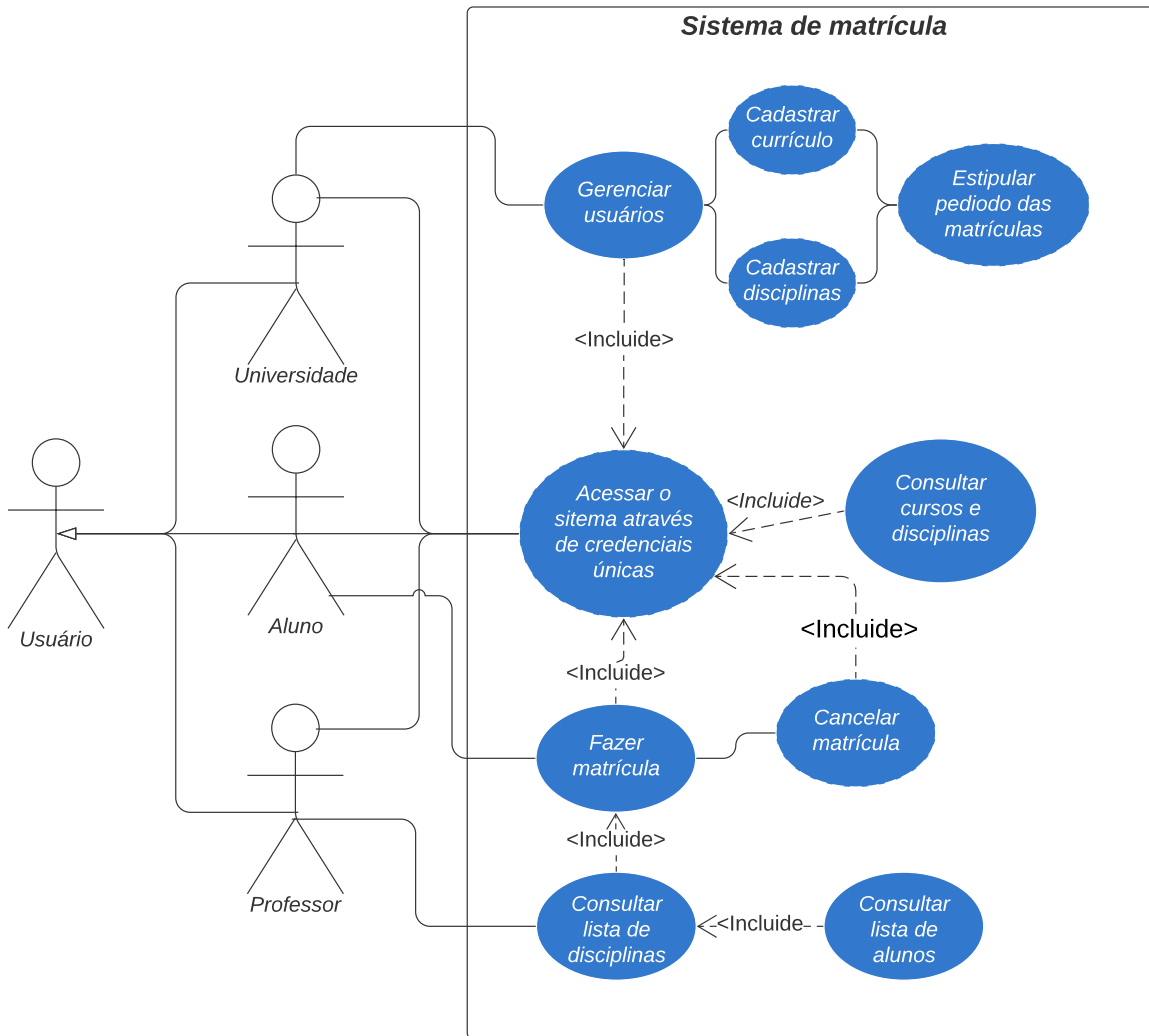 Sistema de matrícula
Cadastrar
currículo
Gerenciar
usuários
Estipular
pediodo das
matrículas
Cadastrar
disciplinas
<Incluide>
Universidade
Acessar o
sitema através
de credenciais
únicas
<Incluide>
Consultar
cursos e
disciplinas
Usuário
Aluno
<Incluide>
<Incluide>
Fazer
matrícula
Cancelar
matrícula
<Incluide>
Professor
Consultar
lista de
disciplinas
<Incluide
Consultar
lista de
alunos